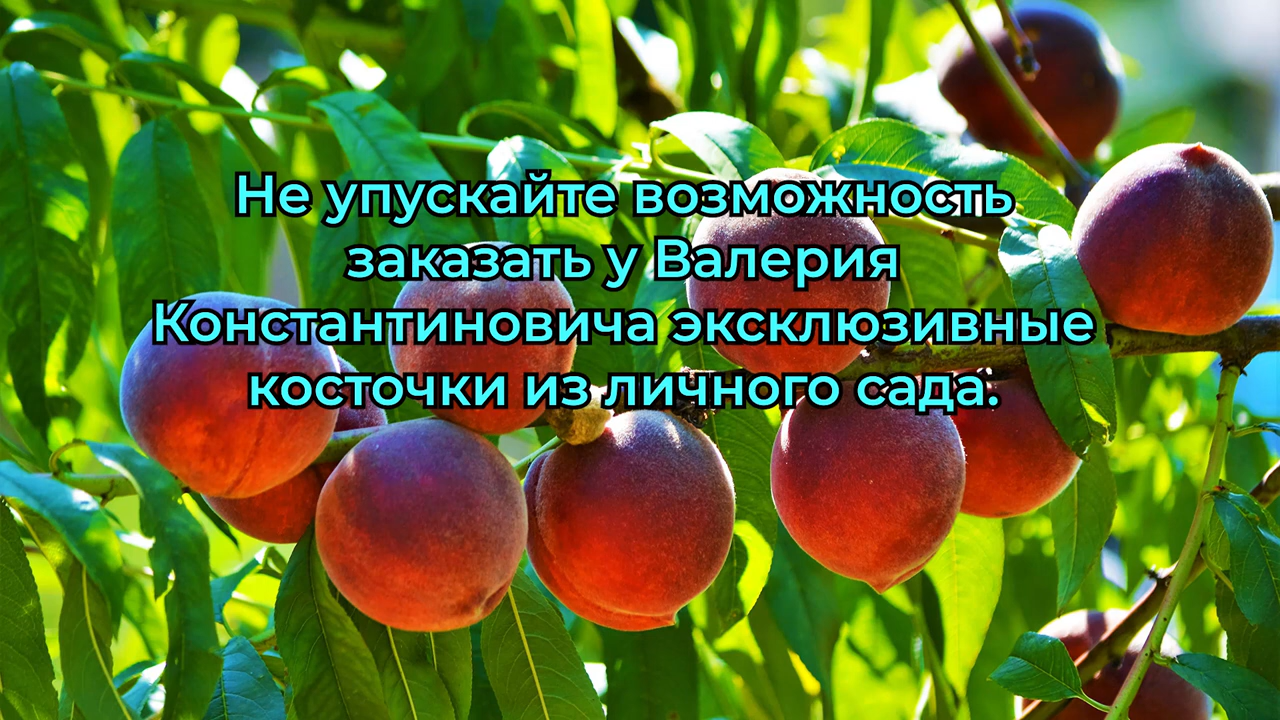 Не упускайте возможность
заказать у Валерия
Константиновича эксклюзивные
косточки из личного сада.